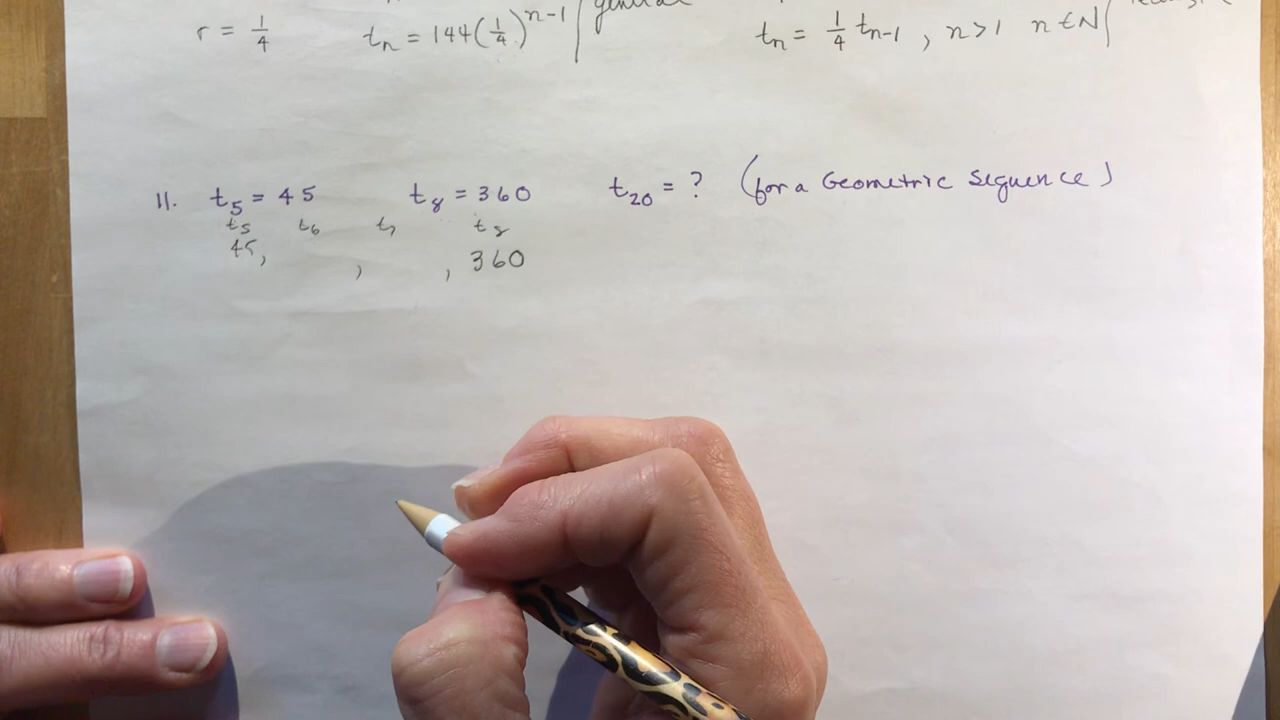 r = 1/4 tₙ = 144(1/4)ⁿ⁻¹ general tₙ = 1/4 tₙ₋₁ , n>1 n ∈ N
11. t₅ = 45 t₈ = 360 t₂₀ = ? (for a Geometric Sequence)
t₅ t₆ t₇ t₈
45, , , 360